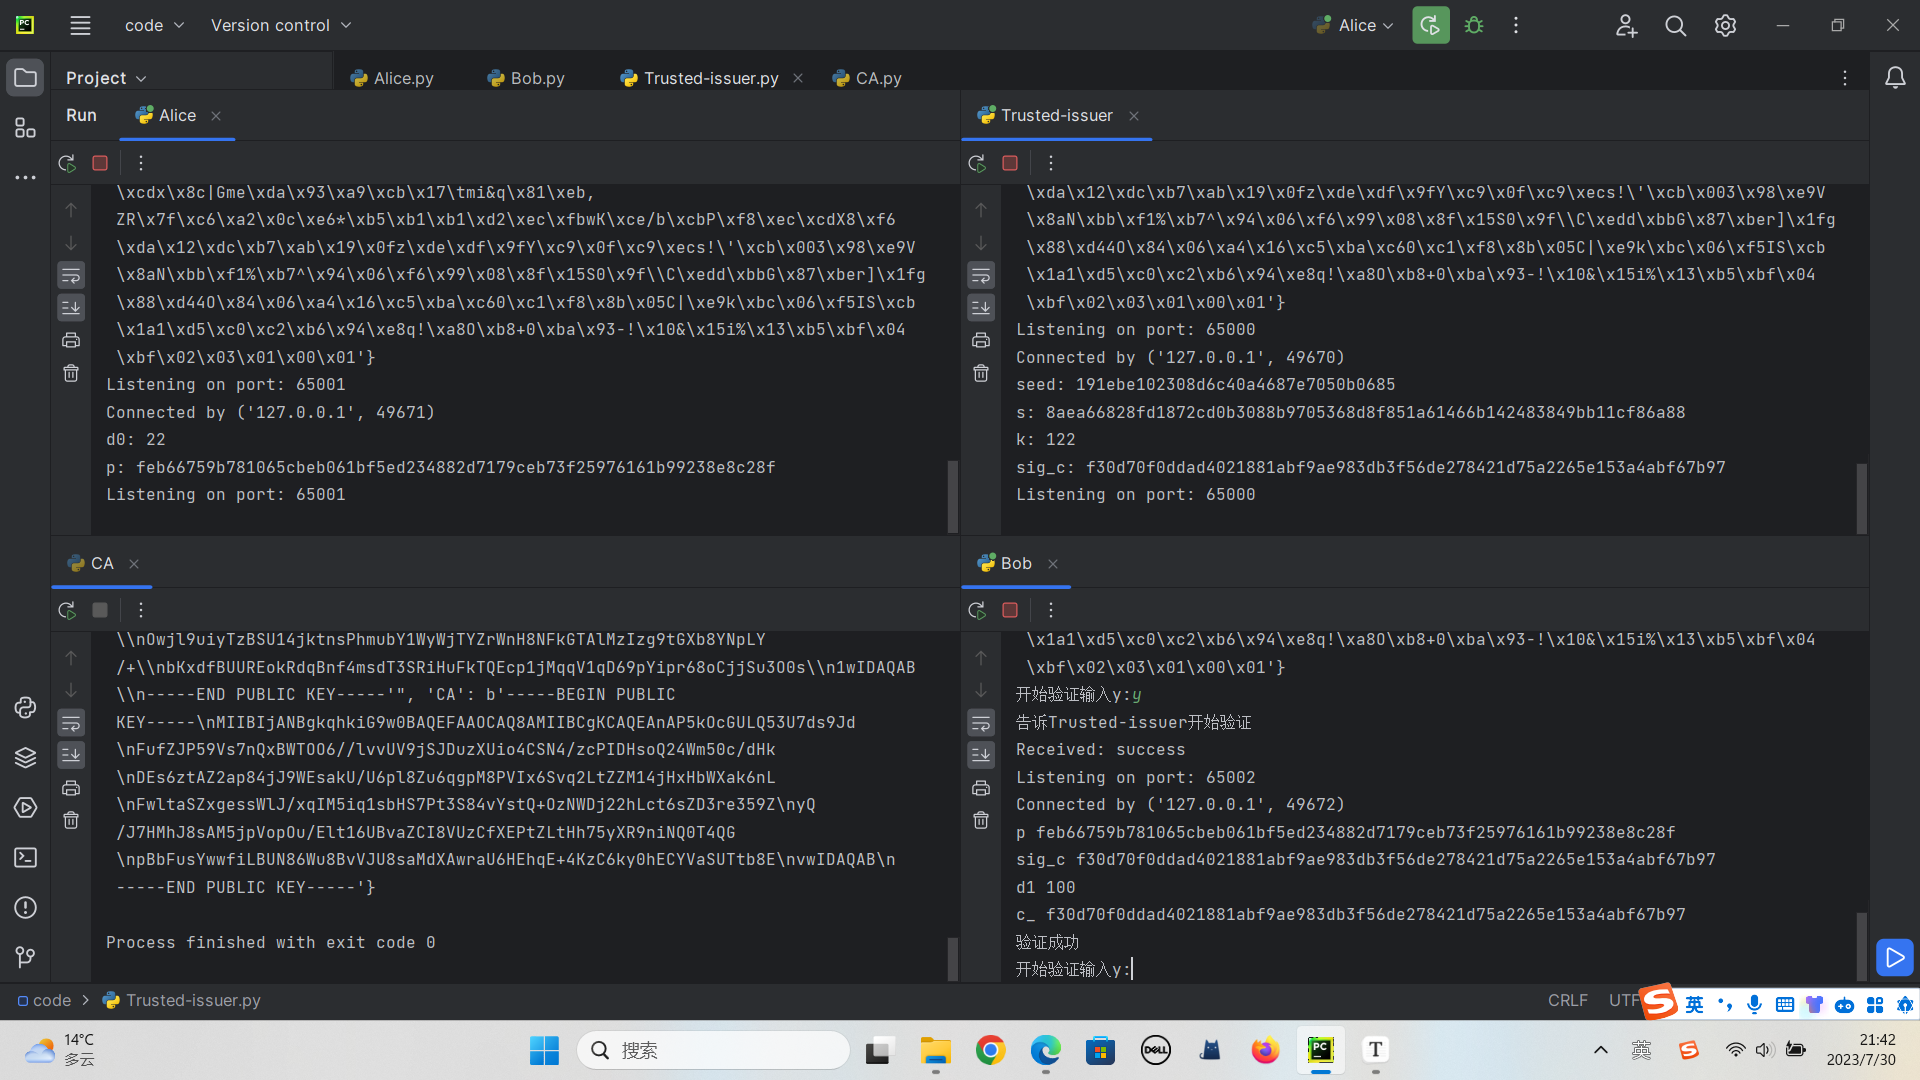 code
Version control
Alice
Project
Alice.py
Bob.py
Trusted-issuer.py
CA.py
Run
Alice
\xcdx\x8c|Gme\xda\x93\xa9\xcb\x17\tmi&q\x81\xeb,
ZR\x7f\xc6\xa2\x0c\xe6*\xb5\xb1\xb1\xd2\xec\xfbwK\xce/b\xcbP\xf8\xec\xcdX8\xf6
\xda\x12\xdc\xb7\xab\x19\x0fz\xde\xdf\x9fY\xc9\x0f\xc9\xecs!\'\xcb\x003\x98\xe9V
\x8aN\xbb\xf1%\xb7^\x94\x06\xf6\x99\x08\x8f\x15S0\x9f\\C\xedd\xbbG\x87\xber]\x1fg
\x88\xd44O\x84\x06\xa4\x16\xc5\xba\xc60\xc1\xf8\x8b\x05C|\xe9k\xbc\x06\xf5IS\xcb
\x1a1\xd5\xc0\xc2\xb6\x94\xe8q!\xa8O\xb8+0\xba\x93-!\x10&\x15i%\x13\xb5\xbf\x04
\xbf\x02\x03\x01\x00\x01'}
Listening on port: 65001
Connected by ('127.0.0.1', 49671)
d0: 22
p: feb66759b781065cbeb061bf5ed234882d7179ceb73f25976161b99238e8c28f
Listening on port: 65001
Trusted-issuer
\xda\x12\xdc\xb7\xab\x19\x0fz\xde\xdf\x9fY\xc9\x0f\xc9\xecs!\'\xcb\x003\x98\xe9V
\x8aN\xbb\xf1%\xb7^\x94\x06\xf6\x99\x08\x8f\x15S0\x9f\\C\xedd\xbbG\x87\xber]\x1fg
\x88\xd44O\x84\x06\xa4\x16\xc5\xba\xc60\xc1\xf8\x8b\x05C|\xe9k\xbc\x06\xf5IS\xcb
\x1a1\xd5\xc0\xc2\xb6\x94\xe8q!\xa8O\xb8+0\xba\x93-!\x10&\x15i%\x13\xb5\xbf\x04
\xbf\x02\x03\x01\x00\x01'}
Listening on port: 65000
Connected by ('127.0.0.1', 49670)
seed: 191ebe102308d6c40a4687e7050b0685
s: 8aea66828fd1872cd0b3088b9705368d8f851a61466b142483849bb11cf86a88
k: 122
sig_c: f30d70f0ddad4021881abf9ae983db3f56de278421d75a2265e153a4abf67b97
Listening on port: 65000
CA
\\nOwjl9uiyTzBSU14jktnsPhmubY1WyWjTYZrWnH8NFkGTAlMzIzg9tGXb8YNpLY
/+\\nbKxdfBUUREokRdqBnf4msdT3SRiHuFkTQEcp1jMqqV1qD69pYipr68oCjjSu3O0s\\n1wIDAQAB
\\n-----END PUBLIC KEY-----'", 'CA': b'-----BEGIN PUBLIC
KEY-----\nMIIBIjANBgkqhkiG9w0BAQEFAAOCAQ8AMIIBCgKCAQEAnAP5kOcGULQ53U7ds9Jd
\nFufZJP59Vs7nQxBWTOO6//lvvUV9jSJDuzXUio4CSN4/zcPIDHsoQ24Wm50c/dHk
\nDEs6ztAZ2ap84jJ9WEsakU/U6pl8Zu6qgpM8PVIx6Svq2LtZZM14jHxHbWXak6nL
\nFwltaSZxgessWlJ/xqIM5iq1sbHS7Pt3S84vYstQ+OzNWDj22hLct6sZD3re359Z\nyQ
/J7HMhJ8sAM5jpVopOu/Elt16UBvaZCI8VUzCfXEPtZLtHh75yXR9niNQ0T4QG
\npBbFusYwwfiLBUN86Wu8BvVJU8saMdXAwraU6HEhqE+4KzC6ky0hECYVaSUTtb8E\nvwIDAQAB\n
-----END PUBLIC KEY-----'}
Process finished with exit code 0
Bob
\x1a1\xd5\xc0\xc2\xb6\x94\xe8q!\xa8O\xb8+0\xba\x93-!\x10&\x15i%\x13\xb5\xbf\x04
\xbf\x02\x03\x01\x00\x01'}
开始验证输入y:y
告诉Trusted-issuer开始验证
Received: success
Listening on port: 65002
Connected by ('127.0.0.1', 49672)
p feb66759b781065cbeb061bf5ed234882d7179ceb73f25976161b99238e8c28f
sig_c f30d70f0ddad4021881abf9ae983db3f56de278421d75a2265e153a4abf67b97
d1 100
c_ f30d70f0ddad4021881abf9ae983db3f56de278421d75a2265e153a4abf67b97
验证成功
开始验证输入y:
code
Trusted-issuer.py
CRLF
UTF
英
14°C
多云
搜索
DELL
PC
T
英
21:42
2023/7/30